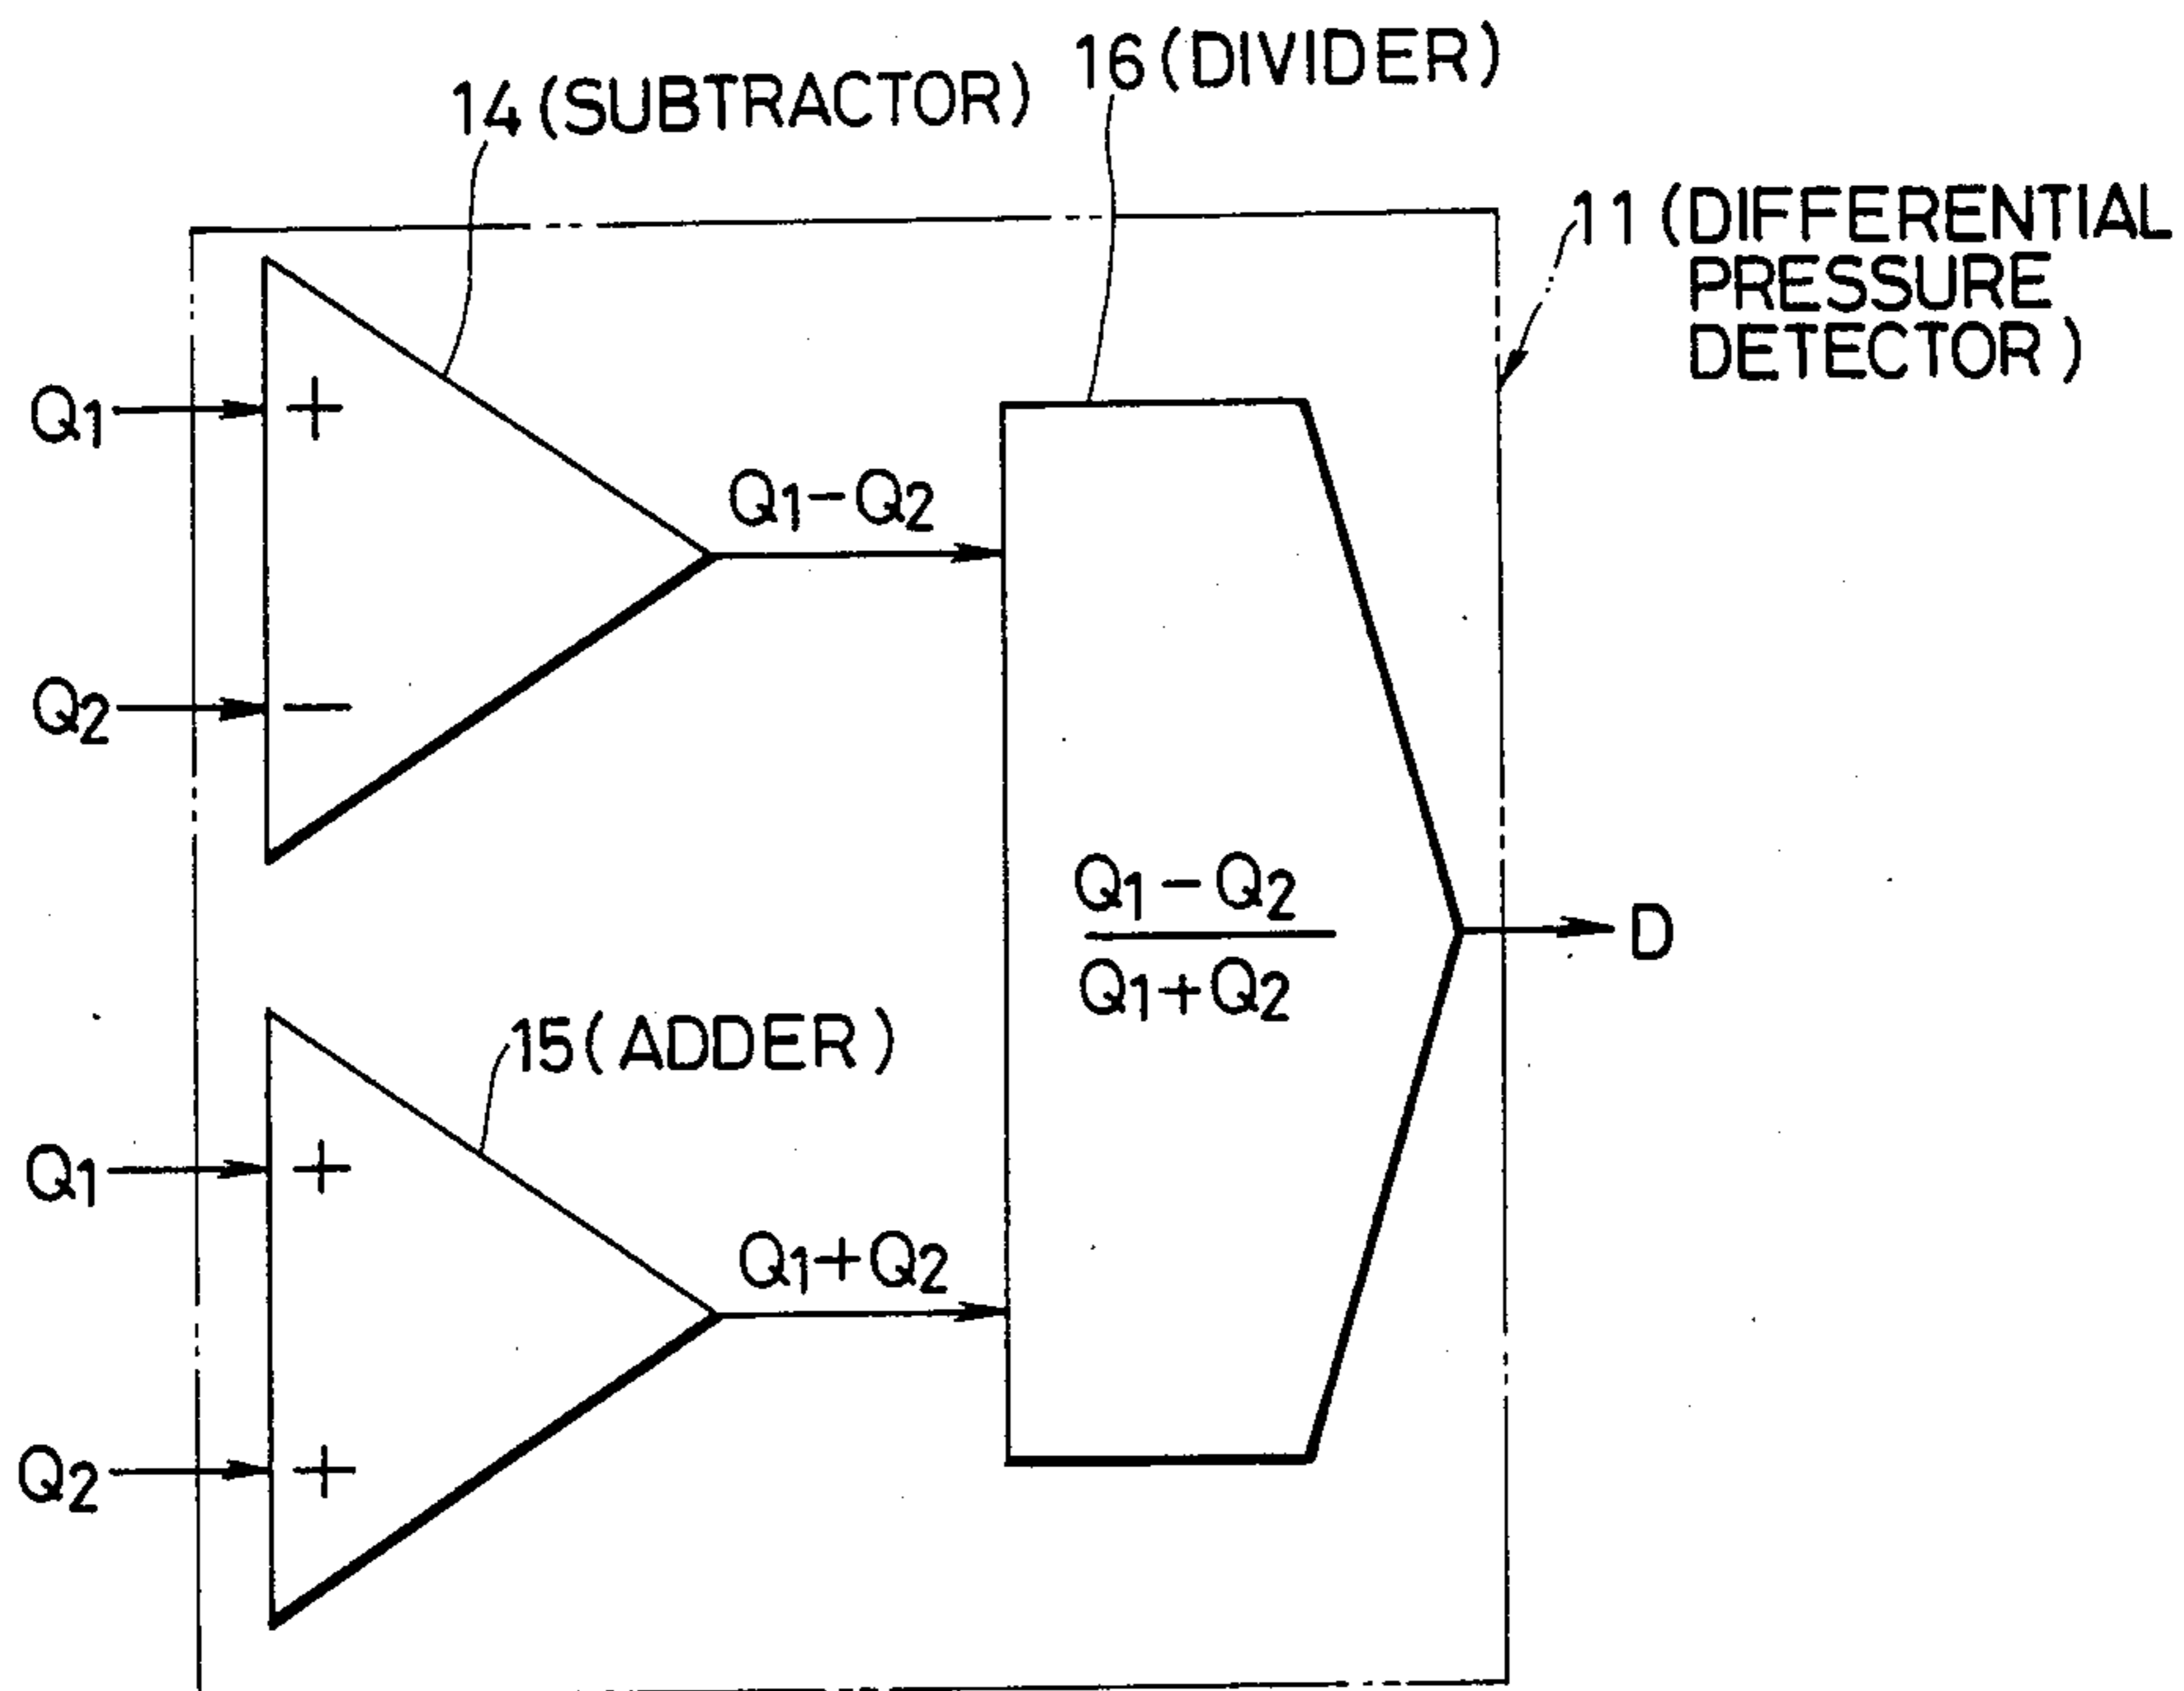 16 (DIVIDER)
14 (SUBTRACTOR)
11 (DIFFERENTIAL
PRESSURE
DETECTOR)
Q1
+
Q1-Q2
Q2
-
Q1-Q2
Q1+Q2
D
15 (ADDER)
Q1
+
Q1+Q2
Q2
+